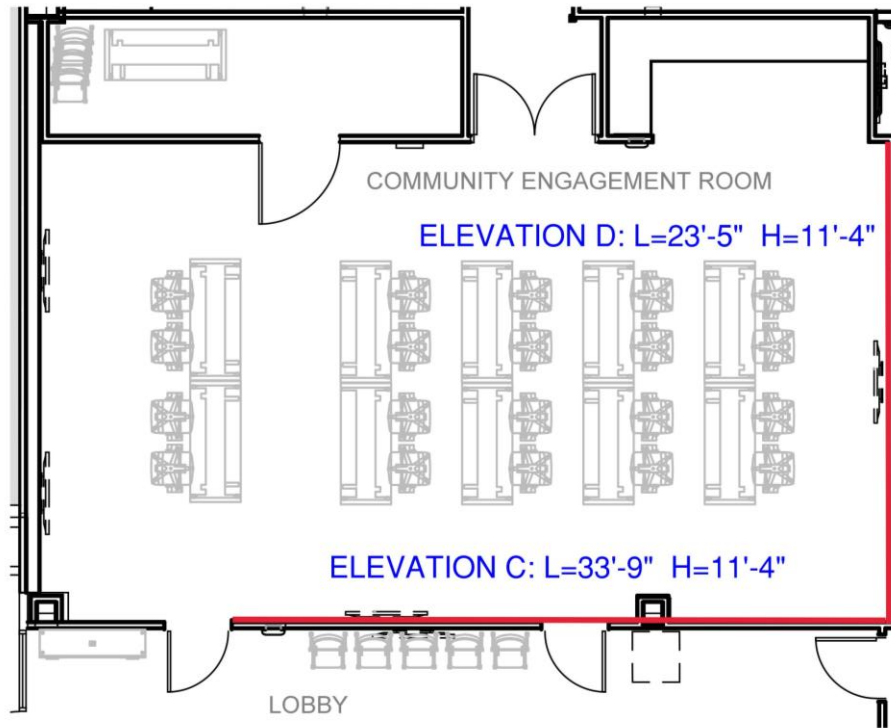 COMMUNITY ENGAGEMENT ROOM
ELEVATION D: L=23'-5" H=11'-4"
ELEVATION C: L=33'-9" H=11'-4"
LOBBY